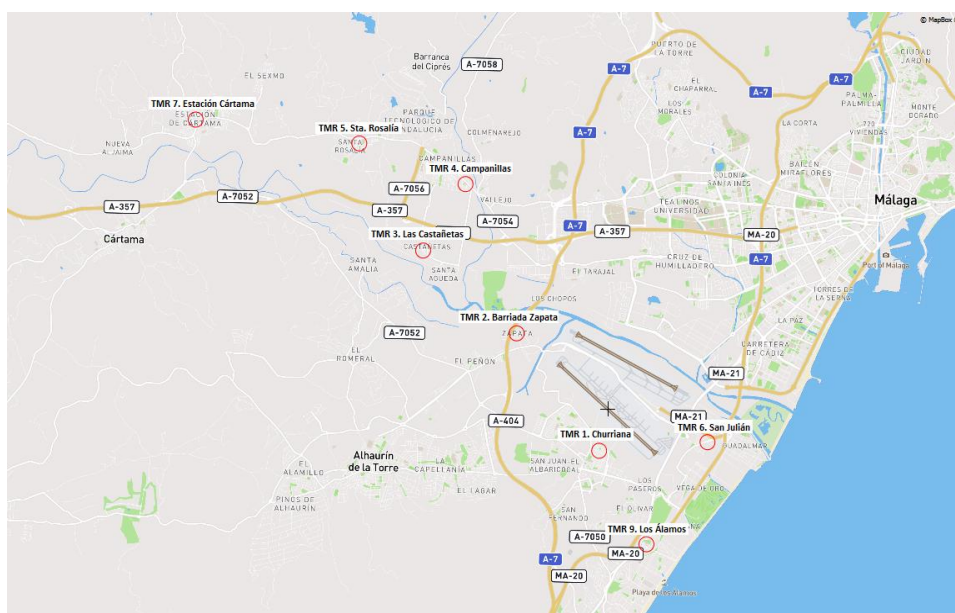 © MapBox
PUERTO DE
LA TORRE
Barranca
del Ciprés
A-7058
A-7
CIUDAD
JARDÍN
EL SEXMO
EL
CHAPARRAL
PALMA-
PALMILLA
TMR 7. Estación Cártama
ESTACIÓN
DE CÁRTAMA
PARQUE
TECNOLÓGICO DE
ANDALUCÍA
LOS
MORALES
MONTE
DORADO
TMR 5. Sta. Rosalía
SANTA
ROSALÍA
COLMENAREJO
A-7
LA CORTA
NUEVA
ALJAIMA
CAMPANILLAS
TMR 4. Campanillas
BAILÉN
MIRAFLORES
COLONIA
SANTA INÉS
A-7052
A-7056
VALLEJO
TEATINOS
UNIVERSIDAD
Málaga
A-357
A-357
A-7054
A-7
A-357
MA-20
Cártama
TMR 3. Las Castañetas
CASTAÑETAS
CRUZ DE
HUMILLADERO
A-7
Port of Málaga
SANTA
AMALIA
SANTA
AGUEDA
EL TARAJAL
TORRES DE
LA SERNA
LOS CHOPOS
TMR 2. Barriada Zapata
ZAPATA
LA PAZ
A-7052
CARRETERA
DE CÁDIZ
EL
ROMERAL
EL PEÑÓN
MA-21
A-404
MA-21
TMR 1. Churriana
TMR 6. San Julián
GUADALMAR
Alhaurín
de la Torre
LA
CAPELLANÍA
SAN JUAN-EL
ALBARICOQUAL
EL
ALAMILLO
LOS
PASEROS
VEGA DE ORO
PINOS DE
ALHAURÍN
EL LAGAR
SAN
FERNANDO
EL OLIVAR
TMR 9. Los Álamos
A-7050
MA-20
A-7
MA-20
Playa de Los Álamos